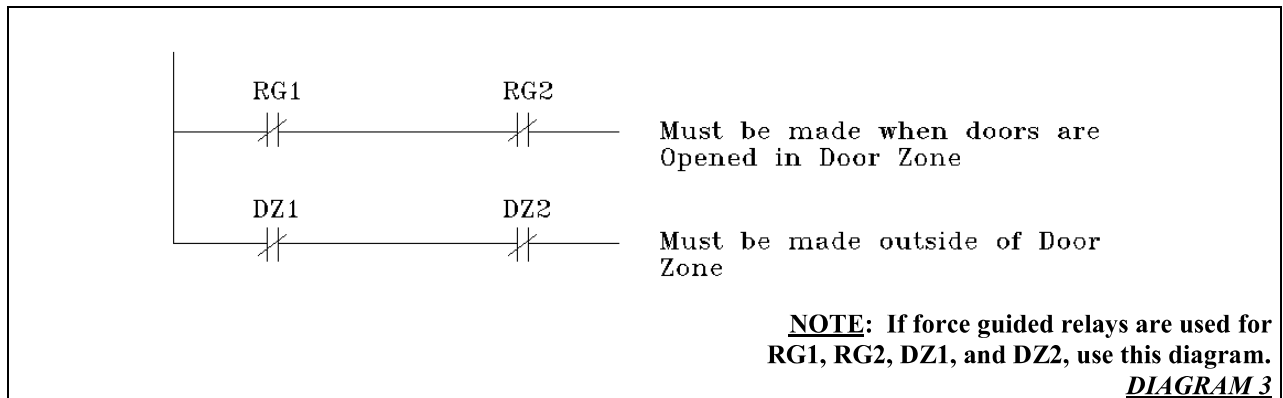 RG1 RG2
Must be made when doors are
Opened in Door Zone
DZ1 DZ2
Must be made outside of Door
Zone
NOTE: If force guided relays are used for
RG1, RG2, DZ1, and DZ2, use this diagram.
DIAGRAM 3